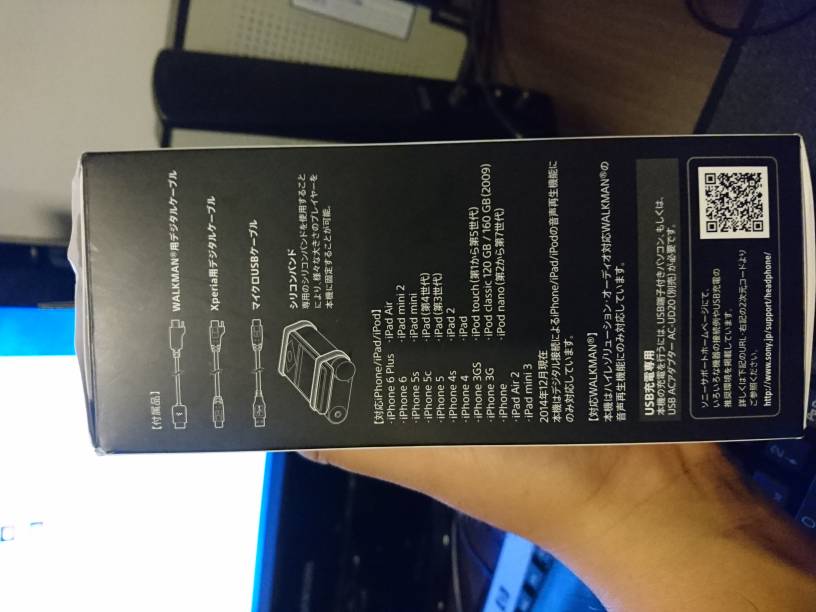 【付属品】
WALKMAN®用デジタルケーブル
Xperia用デジタルケーブル
マイクロUSBケーブル
シリコンバンド
専用のシリコンバンドを使用すること
により、様々な大きさのプレイヤーを
本機に固定することが可能。
【対応iPhone/iPad/iPod】
・iPhone 6 Plus
・iPhone 6
・iPhone 5s
・iPhone 5c
・iPhone 5
・iPhone 4s
・iPhone 4
・iPhone 3GS
・iPhone 3G
・iPhone
・iPad Air 2
・iPad mini 3
・iPad Air
・iPad mini 2
・iPad mini
・iPad(第4世代)
・iPad(第3世代)
・iPad 2
・iPad
・iPod touch(第1から第5世代)
・iPod classic 120 GB / 160 GB(2009)
・iPod nano(第2から第7世代)
2014年12月現在
本機はデジタル接続によるiPhone/iPad/iPodの音声再生機能に
のみ対応しています。
【対応WALKMAN®】
本機はハイレゾリューション・オーディオ対応WALKMAN®の
音声再生機能にのみ対応しています。
USB充電専用
本機の充電を行うには、USB端子付きパソコン、もしくは、
USB ACアダプター AC-UD20(別売)が必要です。
ソニーサポートホームページにて、
いろいろな機器の接続例やUSB充電の
推奨環境を掲載しています。
詳しくは下記のURL・右記の2次元コードより
ご参照ください。
http://www.sony.jp/support/headphone/